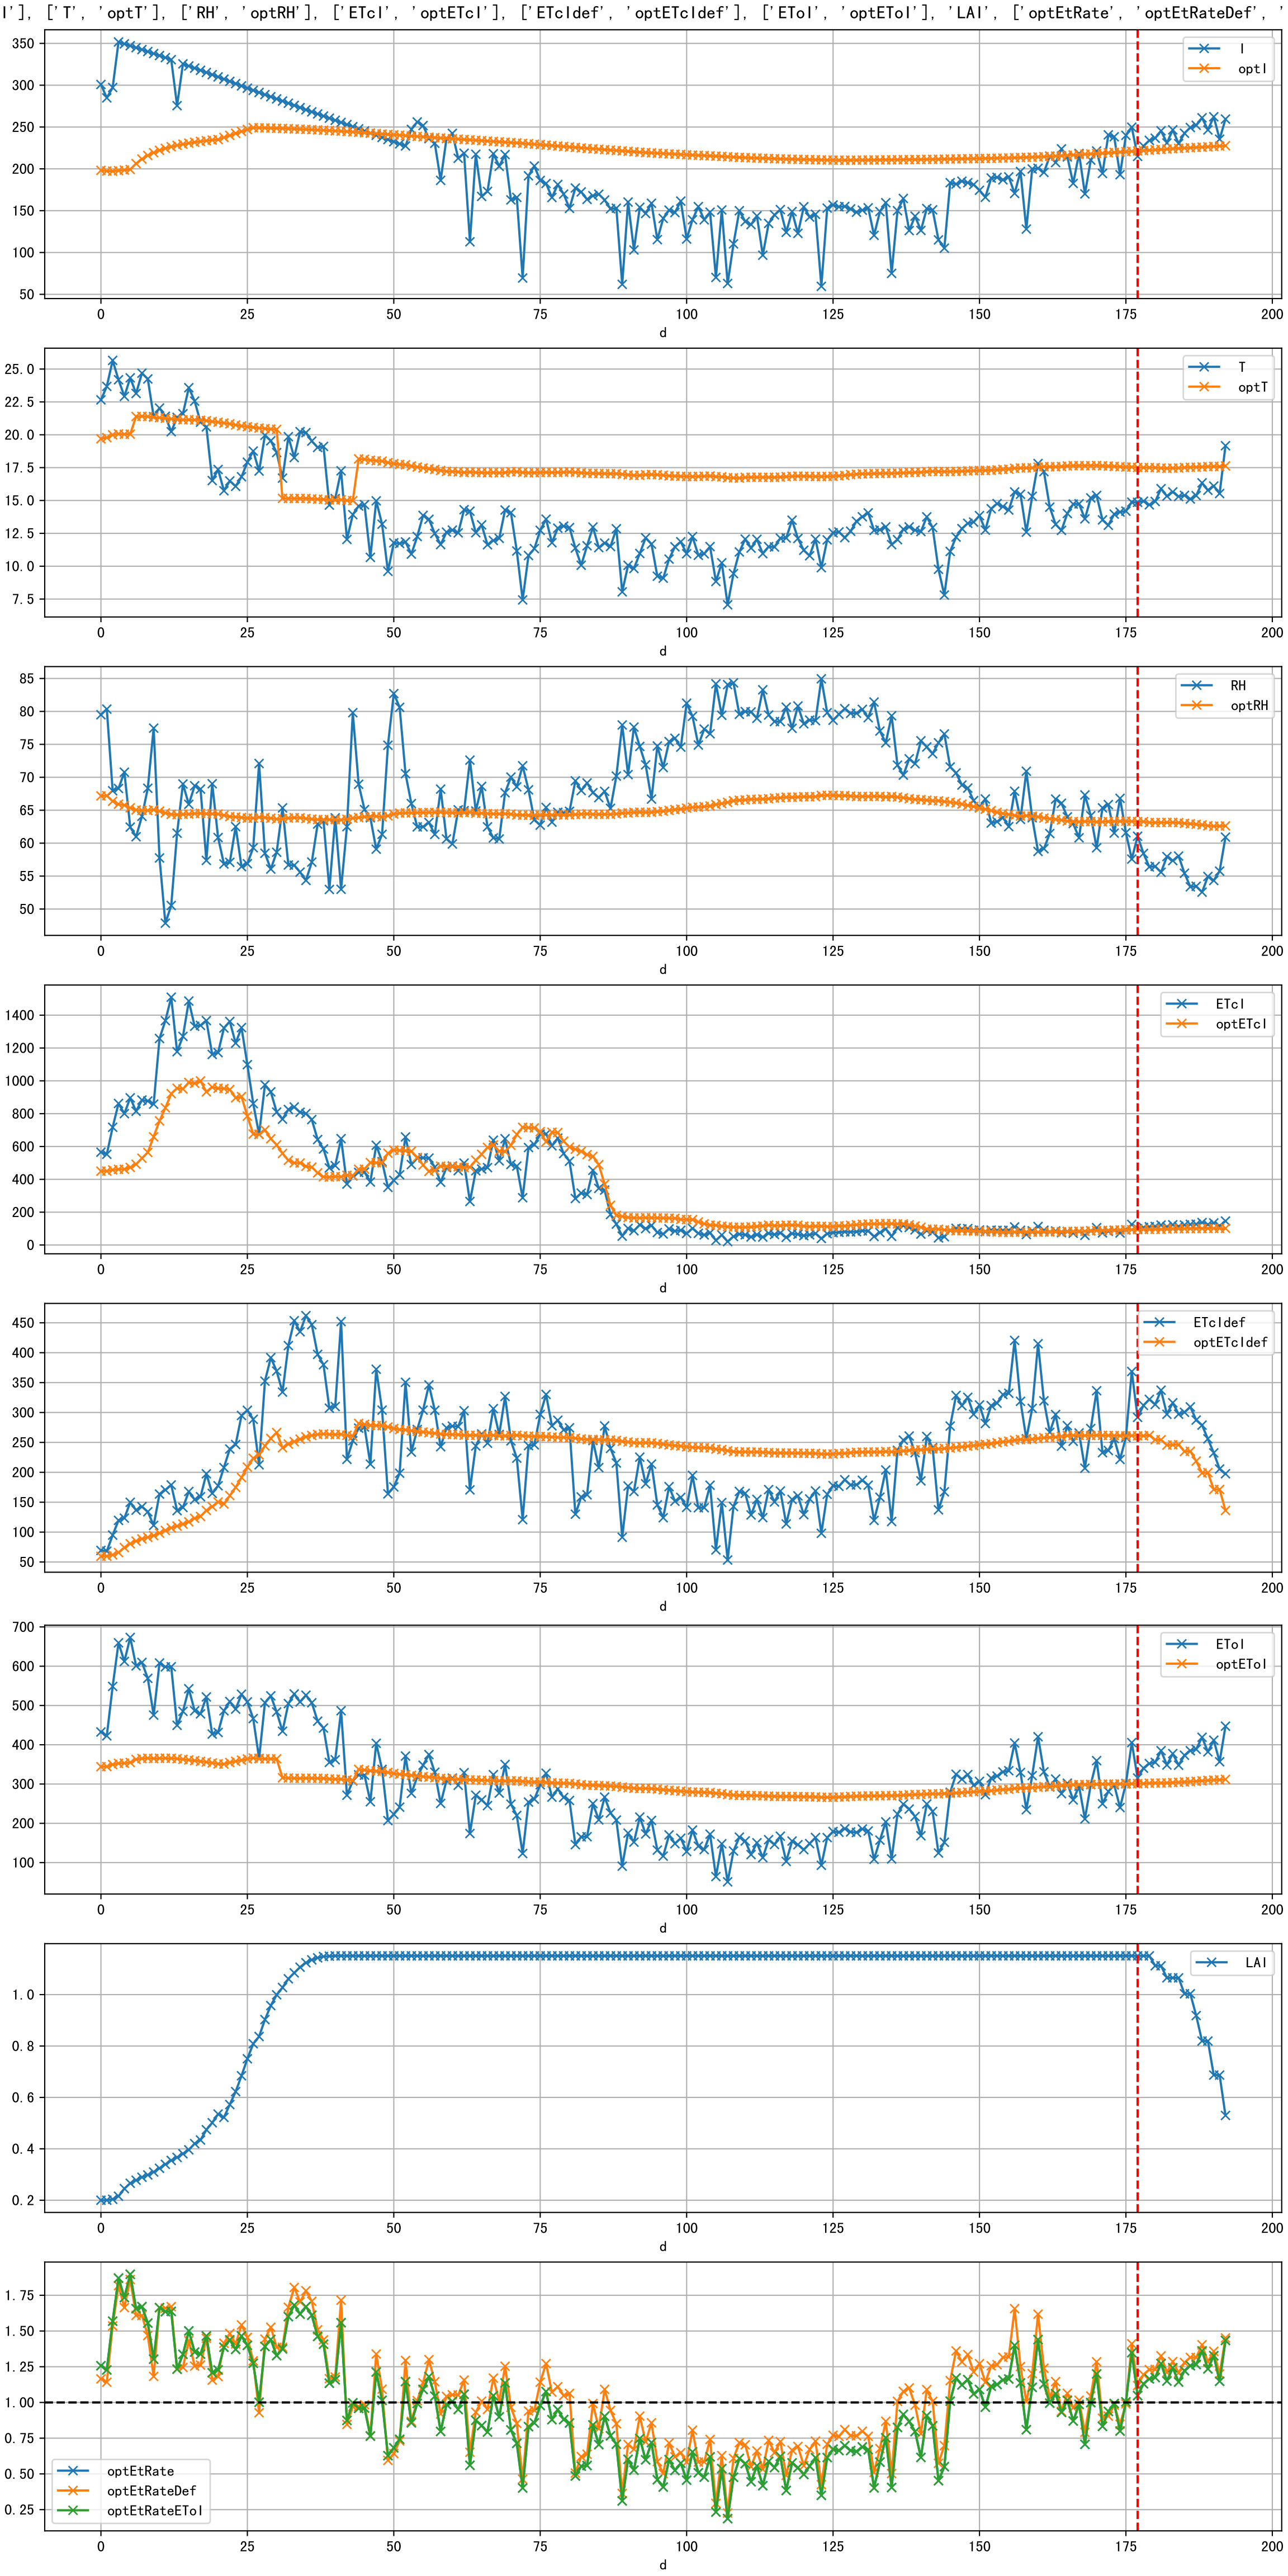 I'], ['T', 'optT'], ['RH', 'optRH'], ['ETcI', 'optETcI'], ['ETcIdef', 'optETcIdef'], ['EToI', 'optEToI'], 'LAI', ['optEtRate', 'optEtRateDef', '
350
300
250
200
150
100
50
I
optI
0 25 50 75 100 125 150 175 200
d
25.0
22.5
20.0
17.5
15.0
12.5
10.0
7.5
T
optT
0 25 50 75 100 125 150 175 200
d
85
80
75
70
65
60
55
50
RH
optRH
0 25 50 75 100 125 150 175 200
d
1400
1200
1000
800
600
400
200
0
ETcI
optETcI
0 25 50 75 100 125 150 175 200
d
450
400
350
300
250
200
150
100
50
ETcIdef
optETcIdef
0 25 50 75 100 125 150 175 200
d
700
600
500
400
300
200
100
EToI
optEToI
0 25 50 75 100 125 150 175 200
d
1.0
0.8
0.6
0.4
0.2
LAI
0 25 50 75 100 125 150 175 200
d
1.75
1.50
1.25
1.00
0.75
0.50
0.25
optEtRate
optEtRateDef
optEtRateEToI
0 25 50 75 100 125 150 175 200
d